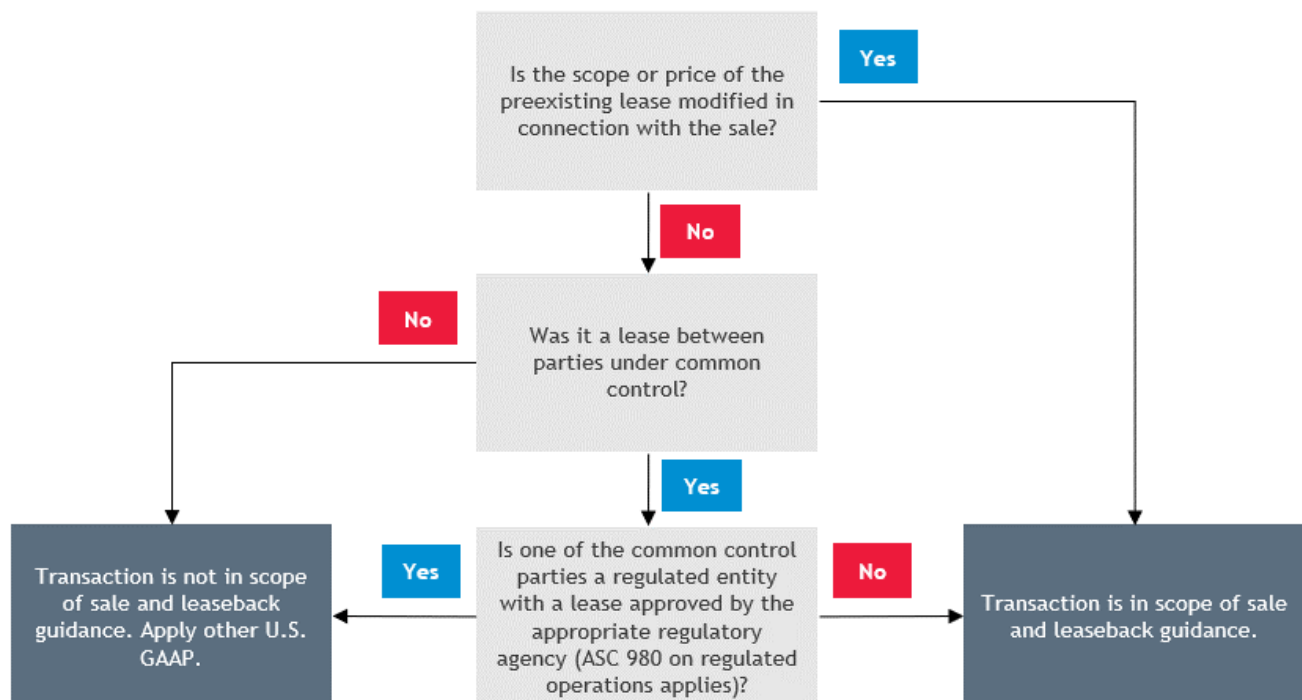 Is the scope or price of the
preexisting lease modified in
connection with the sale?
Yes
No
No
Was it a lease between
parties under common
control?
Yes
Transaction is not in scope
of sale and leaseback
guidance. Apply other U.S.
GAAP.
Yes
Is one of the common control
parties a regulated entity
with a lease approved by the
appropriate regulatory
agency (ASC 980 on regulated
operations applies)?
No
Transaction is in scope of sale
and leaseback guidance.